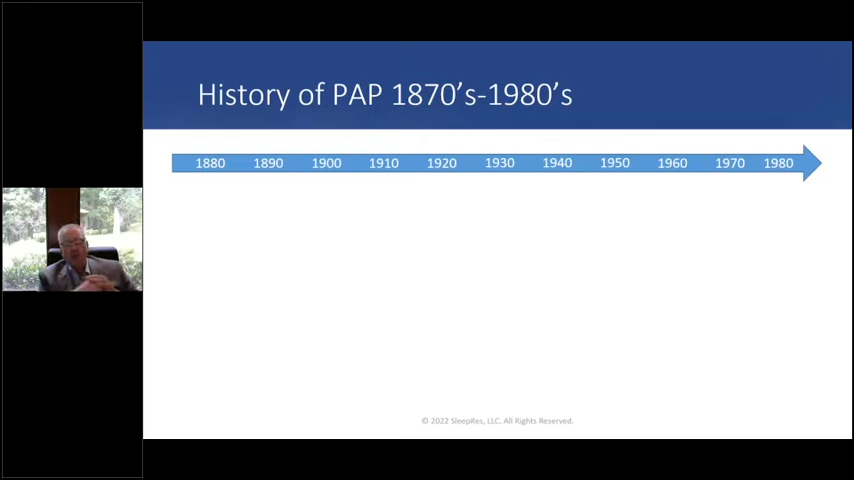 History of PAP 1870’s-1980’s
1880 1890 1900 1910 1920 1930 1940 1950 1960 1970 1980
© 2022 SleepRes, LLC. All Rights Reserved.